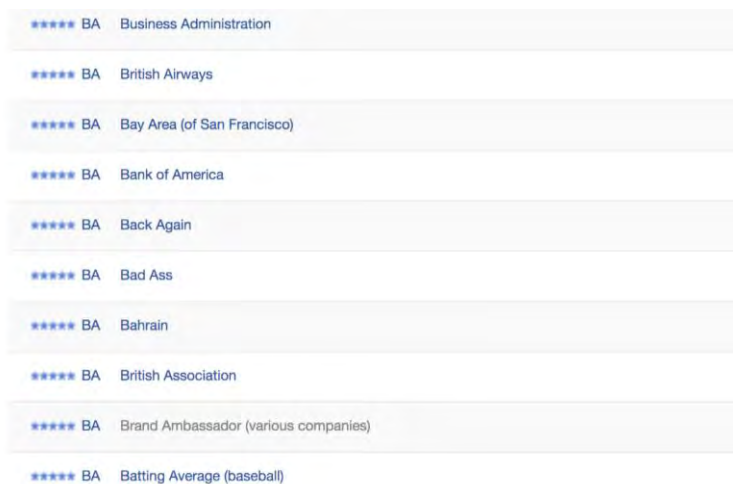 ***** BA Business Administration
***** BA British Airways
***** BA Bay Area (of San Francisco)
***** BA Bank of America
***** BA Back Again
***** BA Bad Ass
***** BA Bahrain
***** BA British Association
***** BA Brand Ambassador (various companies)
***** BA Batting Average (baseball)